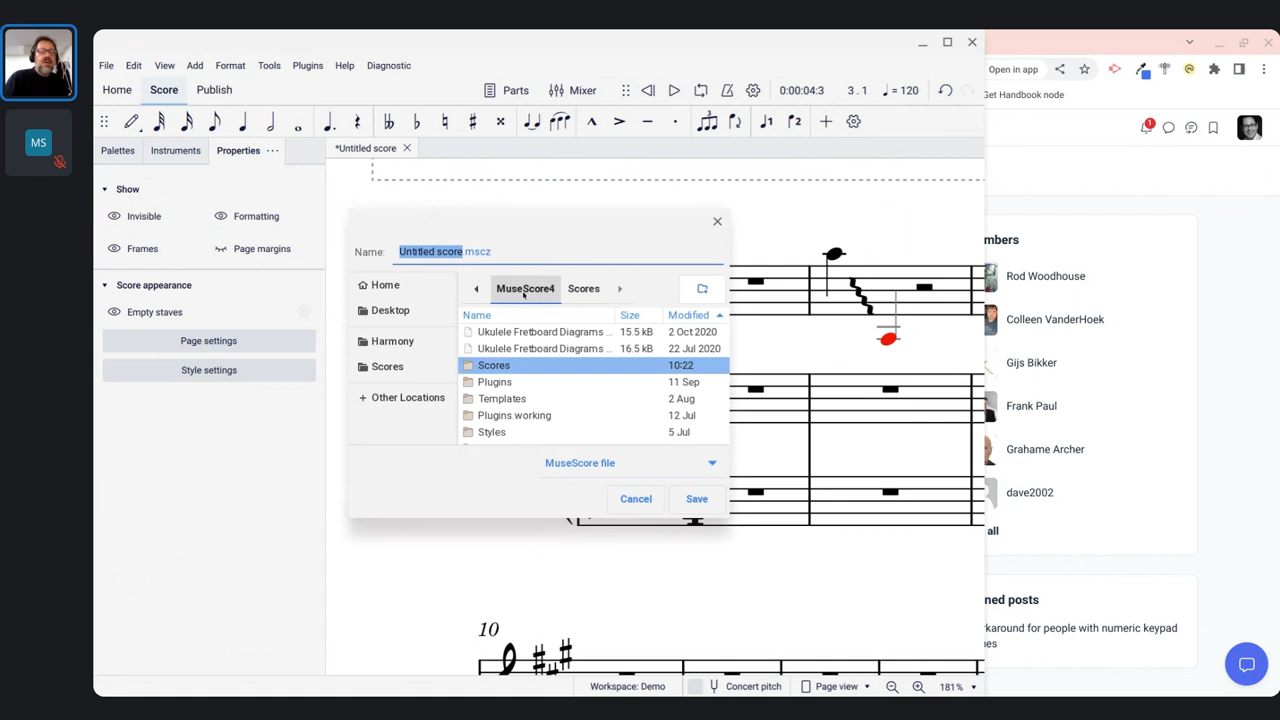 MS
File Edit View Add Format Tools Plugins Help Diagnostic
Home Score Publish
Parts Mixer 0:00:04:3 3 . 1 = 120
Open in app
Get Handbook node
3
Palettes Instruments Properties
*Untitled score
Show
Invisible Formatting
Frames Page margins
Score appearance
Empty staves
Page settings
Style settings
Name: Untitled score mscz
MuseScore4 Scores
Home
Desktop
Harmony
Scores
+ Other Locations
Name Size Modified
Ukulele Fretboard Diagrams ... 15.5 kB 2 Oct 2020
Ukulele Fretboard Diagrams ... 16.5 kB 22 Jul 2020
Scores 10:22
Plugins 11 Sep
Templates 2 Aug
Plugins.working 12 Jul
Styles 5 Jul
MuseScore file
Cancel Save
10
Workspace: Demo Concert pitch Page view 181%
1
mbers
Rod Woodhouse
Colleen VanderHoek
Gijs Bikker
Frank Paul
Grahame Archer
dave2002
all
ned posts
rkaround for people with numeric keypad
es